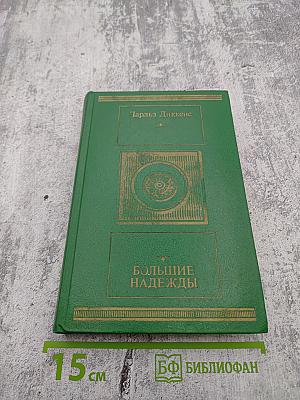 Чарльз Диккенс
БОЛЬШИЕ
НАДЕЖДЫ
15 см
БФ БИБЛИОФАН